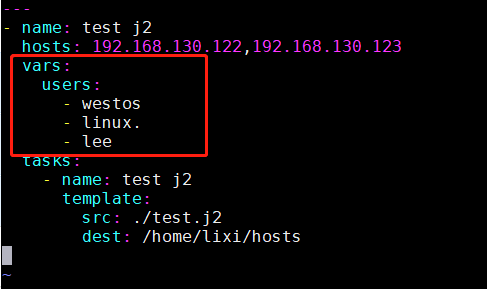 ---
- name: test j2
  hosts: 192.168.130.122,192.168.130.123
  vars:
    users:
      - westos
      - linux.
      - lee
  tasks:
    - name: test j2
      template:
        src: ./test.j2
        dest: /home/lixi/hosts
~